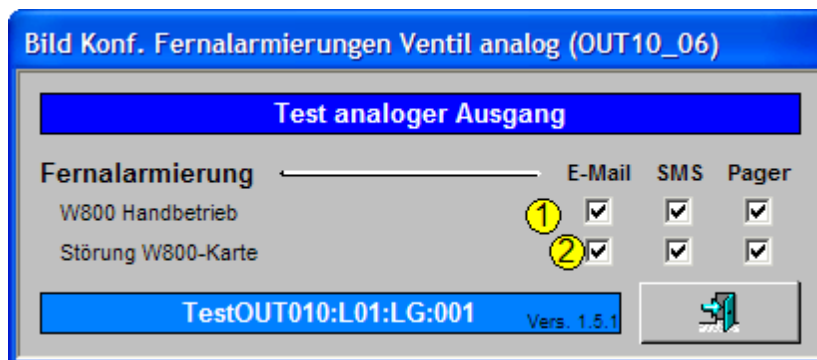 Bild Konf. Fernalarmierungen Ventil analog (OUT10_06)
Test analoger Ausgang
Fernalarmierung E-Mail SMS Pager
W800 Handbetrieb 1
Störung W800-Karte 2
TestOUT010:L01:LG:001 Vers. 1.5.1